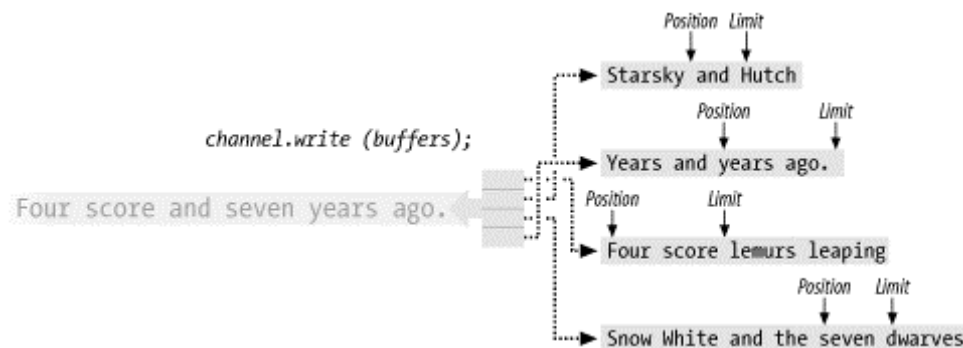 Position Limit
Starsky and Hutch
Position Limit
channel.write (buffers);
Years and years ago.
Four score and seven years ago.
Position Limit
Four score lemurs leaping
Position Limit
Snow White and the seven dwarves